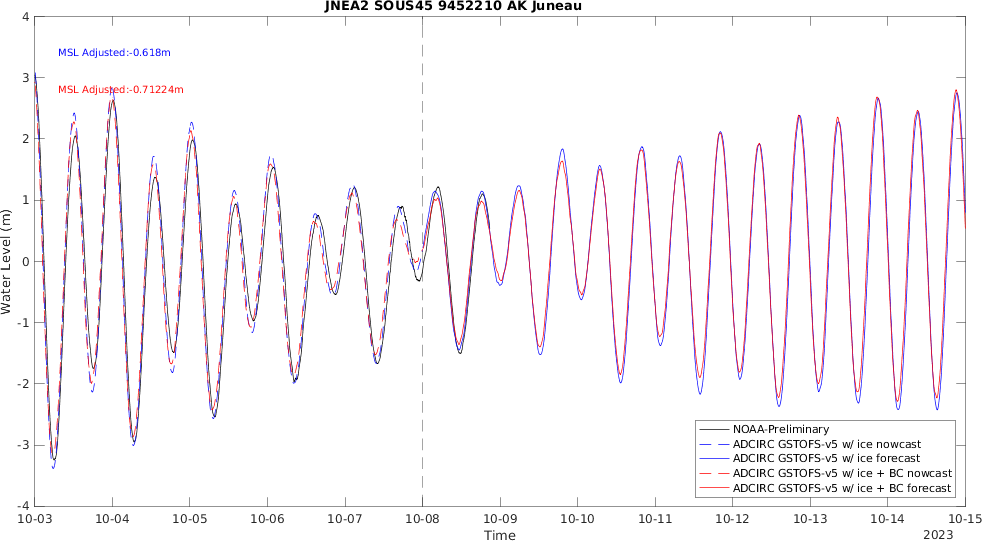 JNEA2 SOUS45 9452210 AK Juneau
MSL Adjusted:-0.618m
MSL Adjusted:-0.71224m
4
3
2
1
0
-1
-2
-3
-4
Water Level (m)
NOAA-Preliminary
ADCIRC GSTOFS-v5 w/ ice nowcast
ADCIRC GSTOFS-v5 w/ ice forecast
ADCIRC GSTOFS-v5 w/ ice + BC nowcast
ADCIRC GSTOFS-v5 w/ ice + BC forecast
10-03 10-04 10-05 10-06 10-07 10-08 10-09 10-10 10-11 10-12 10-13 10-14 10-15
Time 2023